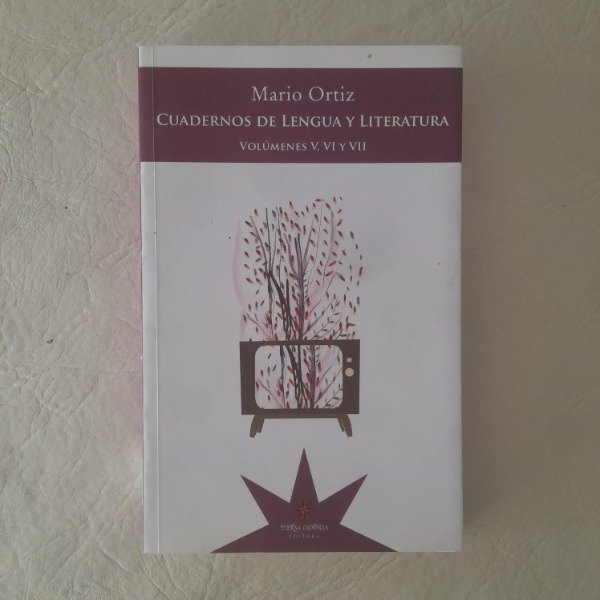 Mario Ortiz
CUADERNOS DE LENGUA Y LITERATURA
VOLÚMENES V, VI Y VII
ETERNA CADENCIA
EDITORA